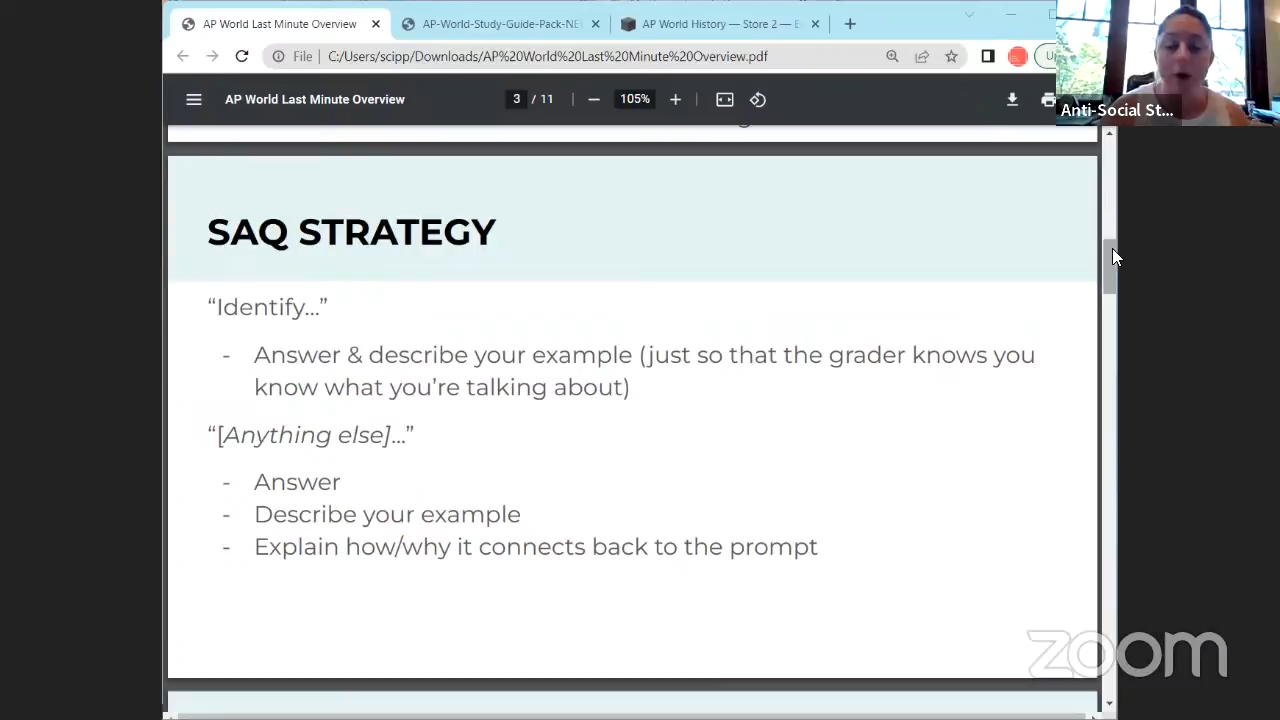 AP World Last Minute Overview
AP-World-Study-Guide-Pack-NE
AP World History — Store 2 — E
File
C:/Users/scipp/Downloads/AP%20World%20Last%20Minute%20Overview.pdf
AP World Last Minute Overview
3 / 11
105%
Anti-Social St...
SAQ STRATEGY
“Identify...”
- Answer & describe your example (just so that the grader knows you
know what you’re talking about)
“[Anything else]...”
- Answer
- Describe your example
- Explain how/why it connects back to the prompt
zoom